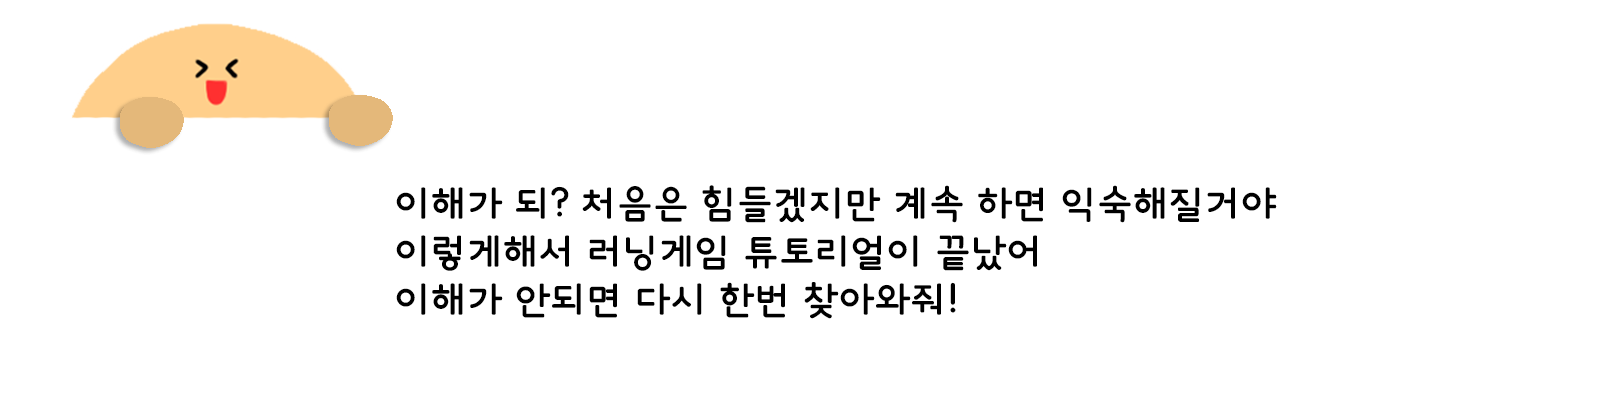 이해가 되? 처음은 힘들겠지만 계속 하면 익숙해질거야
이렇게해서 러닝게임 튜토리얼이 끝났어
이해가 안되면 다시 한번 찾아와줘!